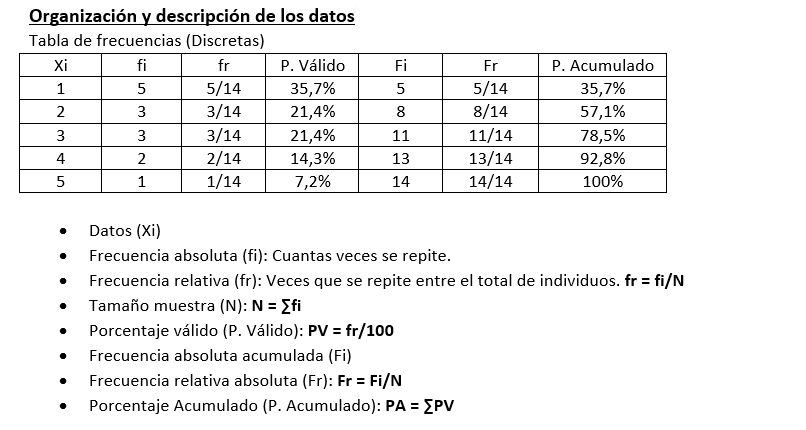 Organización y descripción de los datos
Tabla de frecuencias (Discretas)
Xi fi fr P. Válido Fi Fr P. Acumulado
1 5 5/14 35,7% 5 5/14 35,7%
2 3 3/14 21,4% 8 8/14 57,1%
3 3 3/14 21,4% 11 11/14 78,5%
4 2 2/14 14,3% 13 13/14 92,8%
5 1 1/14 7,2% 14 14/14 100%
• Datos (Xi)
• Frecuencia absoluta (fi): Cuantas veces se repite.
• Frecuencia relativa (fr): Veces que se repite entre el total de individuos. fr = fi/N
• Tamaño muestra (N): N = ∑fi
• Porcentaje válido (P. Válido): PV = fr/100
• Frecuencia absoluta acumulada (Fi)
• Frecuencia relativa absoluta (Fr): Fr = Fi/N
• Porcentaje Acumulado (P. Acumulado): PA = ∑PV